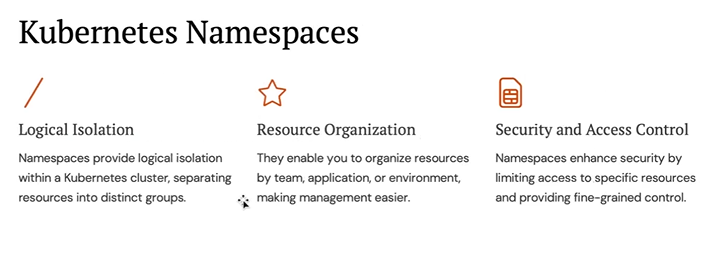 Kubernetes Namespaces
Logical Isolation
Namespaces provide logical isolation
within a Kubernetes cluster, separating
resources into distinct groups.
Resource Organization
They enable you to organize resources
by team, application, or environment,
making management easier.
Security and Access Control
Namespaces enhance security by
limiting access to specific resources
and providing fine-grained control.